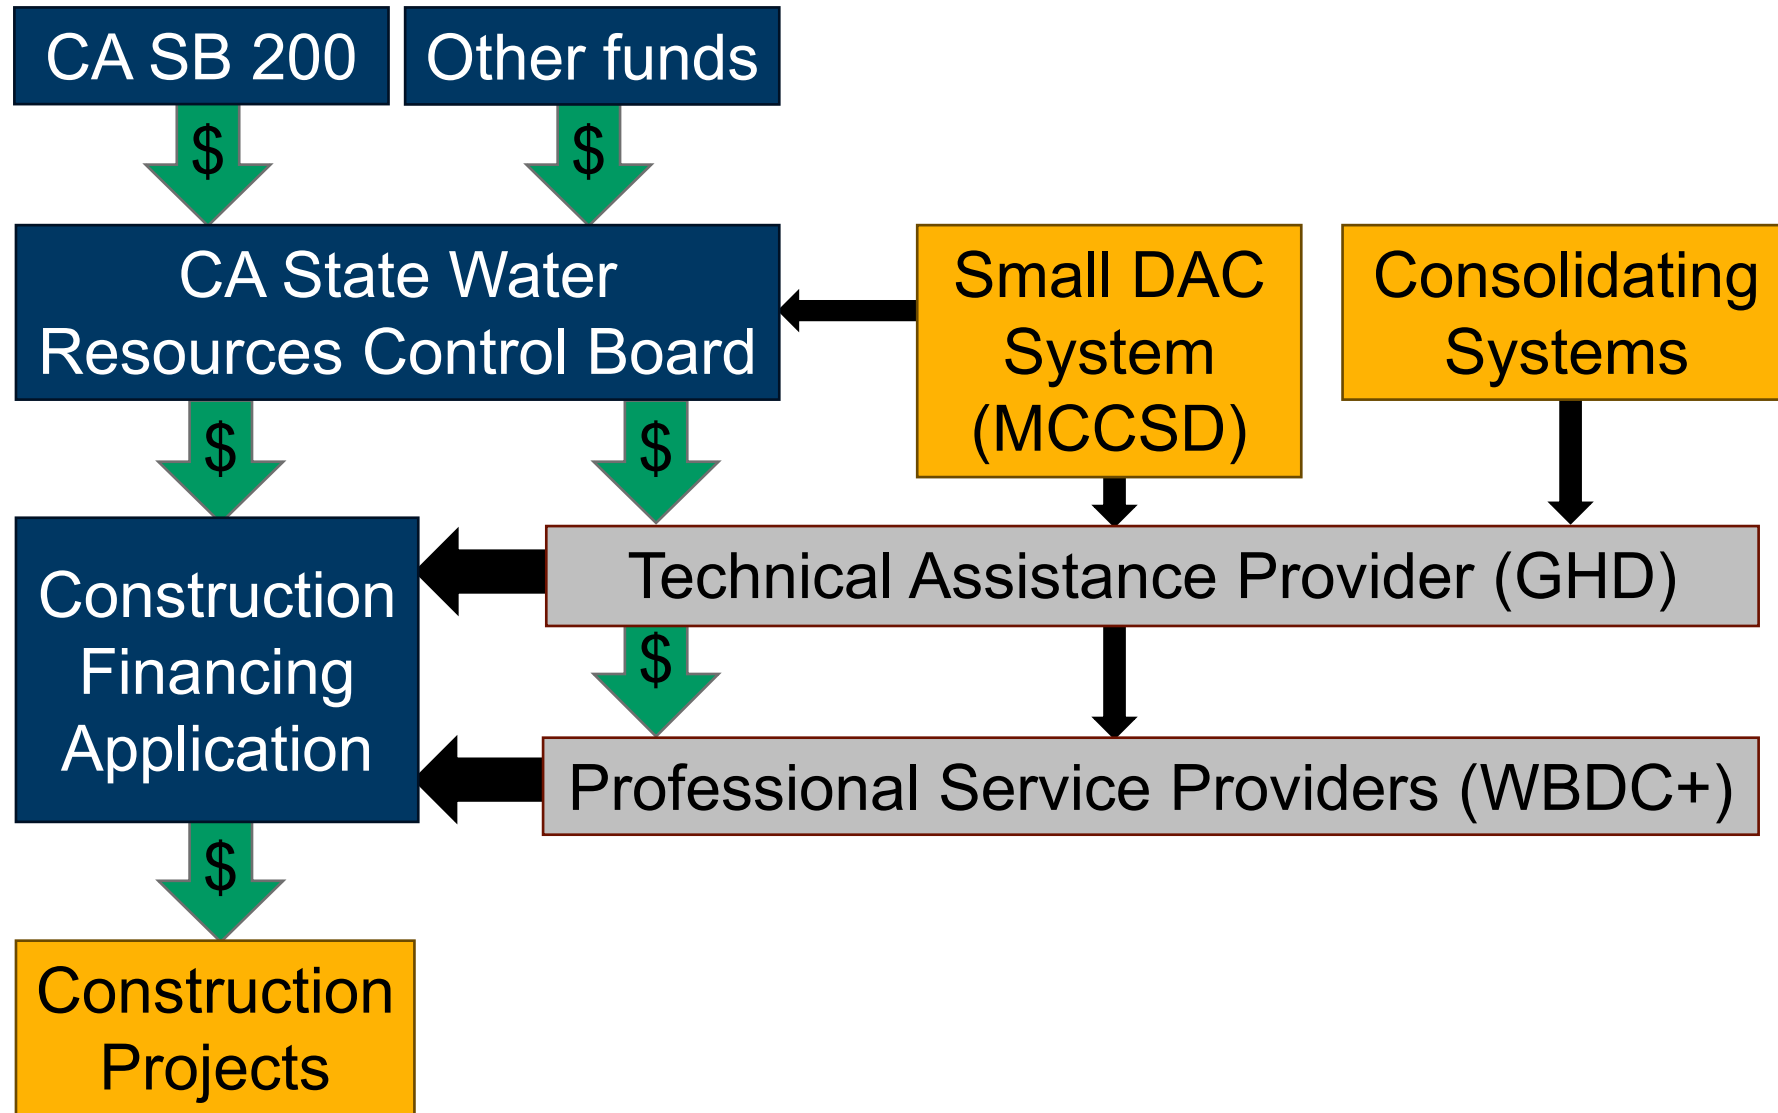 CA SB 200
Other funds
$
$
CA State Water
Resources Control Board
Small DAC
System
(MCCSD)
Consolidating
Systems
$
$
Construction
Financing
Application
Technical Assistance Provider (GHD)
$
Professional Service Providers (WBDC+)
$
Construction
Projects